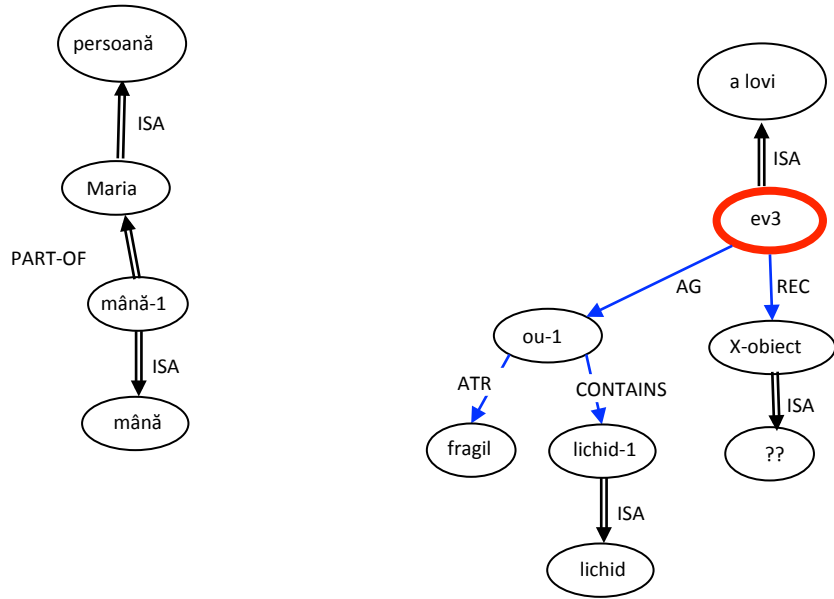 persoană
a lovi
ISA
ISA
Maria
ev3
PART-OF
AG
REC
mână-1
ou-1
X-obiect
ISA
ATR
CONTAINS
ISA
mână
fragil
lichid-1
??
ISA
lichid